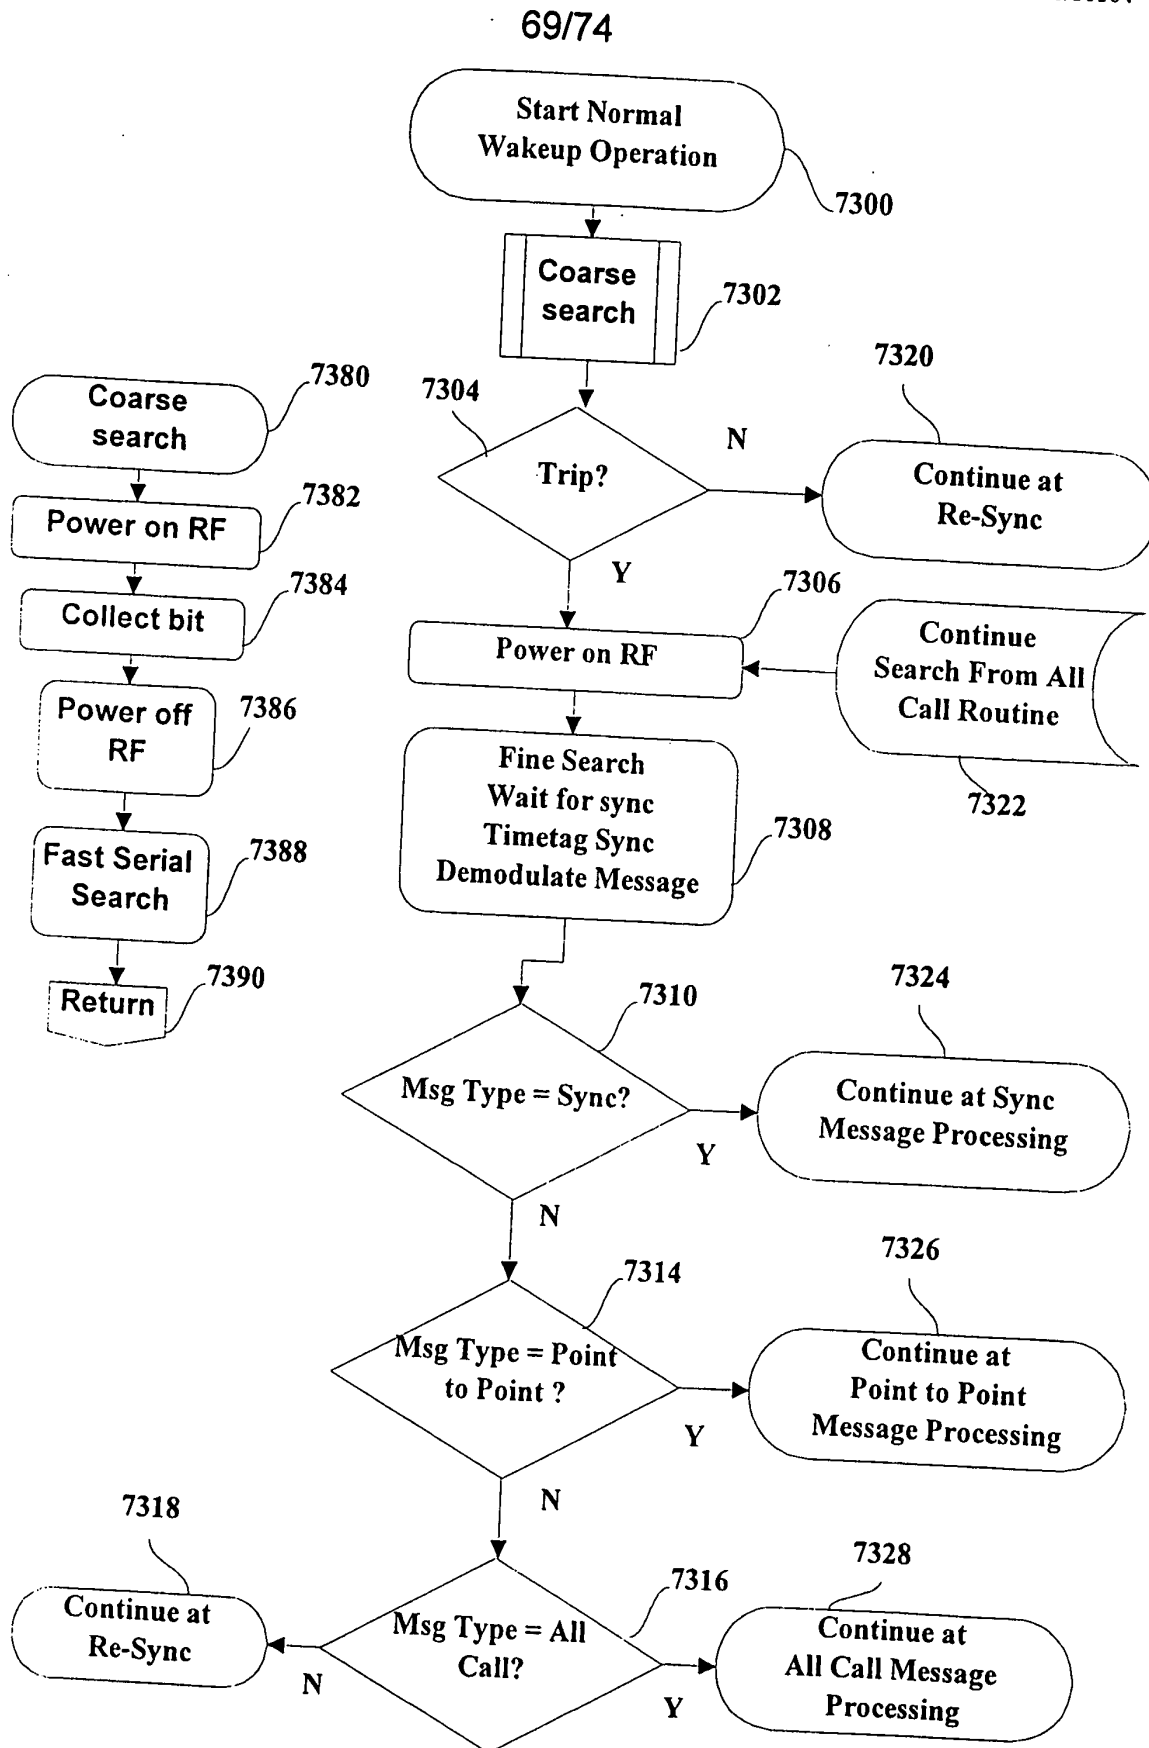 69/74
Start Normal
Wakeup Operation
7300
Coarse
search
7302
7320
7380
7304
Coarse
search
N
Trip?
Continue at
Re-Sync
7382
Power on RF
Y
7384
7306
Collect bit
Continue
Search From All
Call Routine
Power on RF
7386
Power off
RF
7322
Fine Search
Wait for sync
Timetag Sync
Demodulate Message
7308
7388
Fast Serial
Search
7390
Return
7324
7310
Msg Type = Sync?
Continue at Sync
Message Processing
Y
N
7326
7314
Msg Type = Point
to Point ?
Continue at
Point to Point
Message Processing
Y
N
7318
7328
7316
Continue at
Re-Sync
Msg Type = All
Call?
Continue at
All Call Message
Processing
N
Y